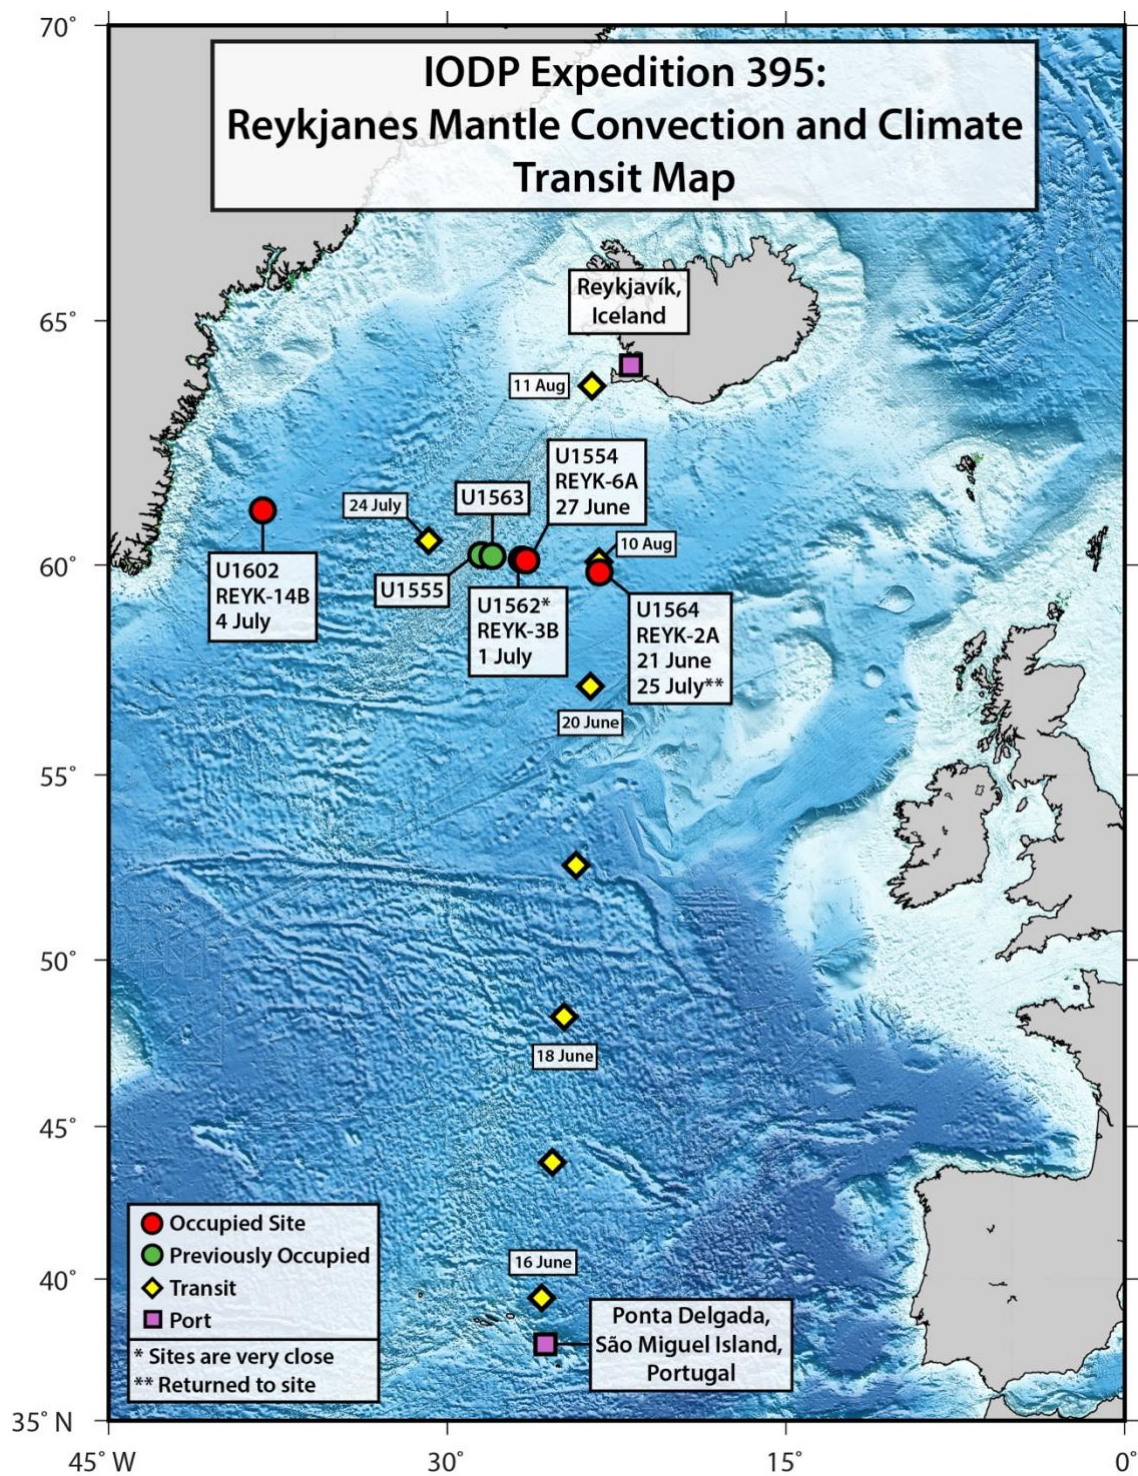 IODP Expedition 395:
Reykjanes Mantle Convection and Climate
Transit Map
70°
65°
60°
55°
50°
45°
40°
35° N
45° W
30°
15°
0°
Reykjavík,
Iceland
11 Aug
U1554
REYK-6A
27 June
U1563
24 July
10 Aug
U1555
U1602
REYK-14B
4 July
U1562*
REYK-3B
1 July
U1564
REYK-2A
21 June
25 July**
20 June
18 June
16 June
Ponta Delgada,
São Miguel Island,
Portugal
Occupied Site
Previously Occupied
Transit
Port
* Sites are very close
** Returned to site